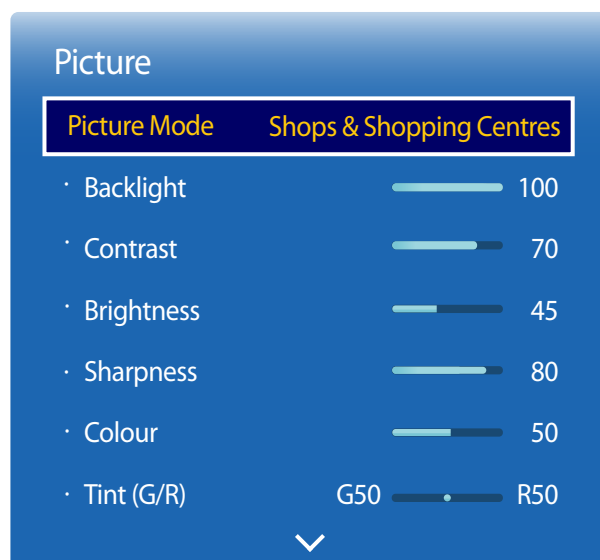 Picture
Picture Mode Shops & Shopping Centres
· Backlight 100
· Contrast 70
· Brightness 45
· Sharpness 80
· Colour 50
· Tint (G/R) G50 R50